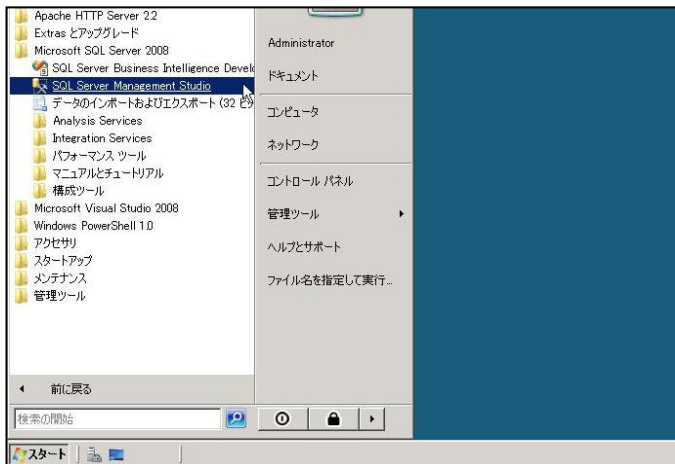 Apache HTTP Server 2.2
Extras とアップグレード
Microsoft SQL Server 2008
SQL Server Business Intelligence Devel
SQL Server Management Studio
データのインポートおよびエクスポート (32 ビッ
Analysis Services
Integration Services
パフォーマンス ツール
マニュアルとチュートリアル
構成ツール
Microsoft Visual Studio 2008
Windows PowerShell 1.0
アクセサリ
スタートアップ
メンテナンス
管理ツール
前に戻る
検索の開始
Administrator
ドキュメント
コンピュータ
ネットワーク
コントロール パネル
管理ツール
ヘルプとサポート
ファイル名を指定して実行...
スタート